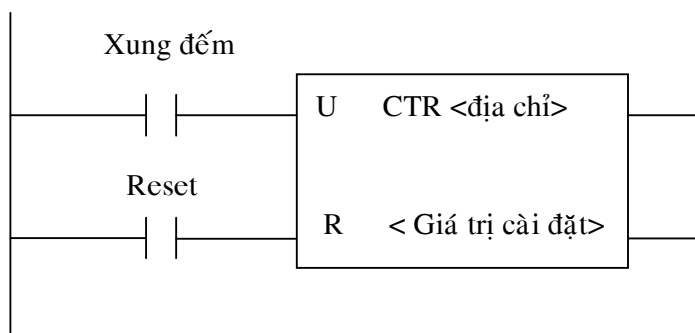 Xung đếm
U CTR <địa chỉ>
Reset
R < Giá trị cài đặt>